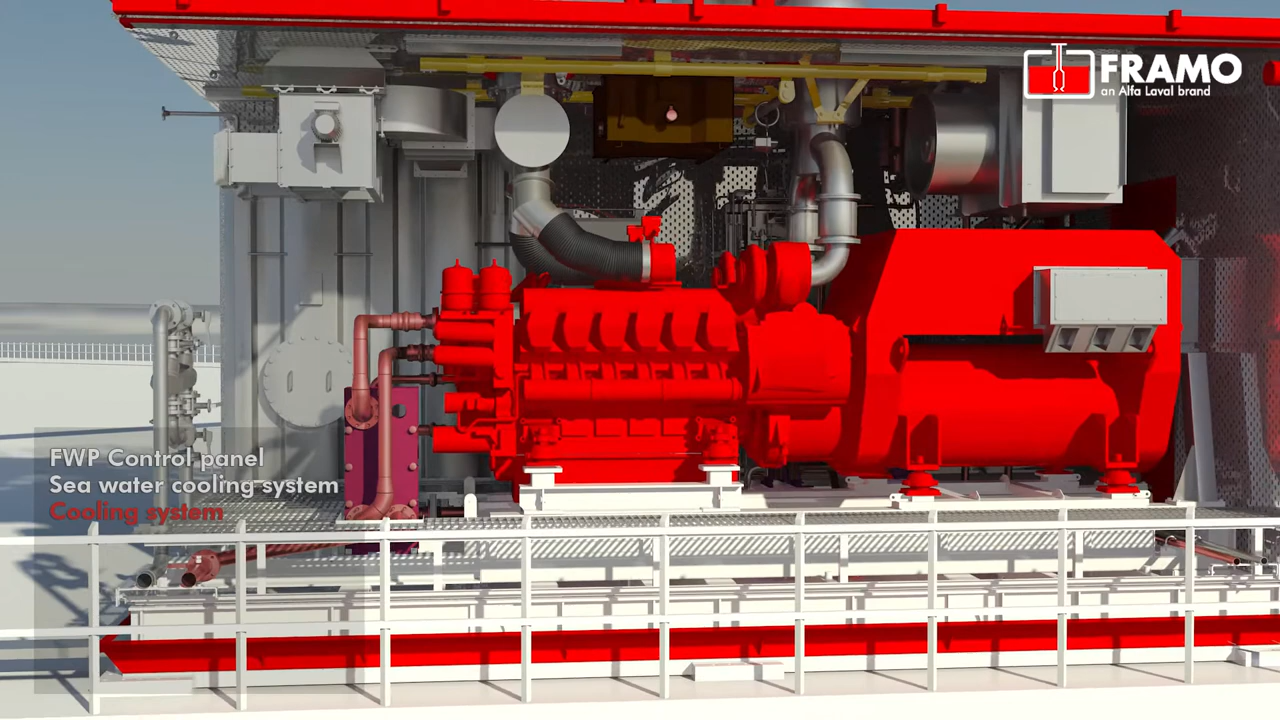 FRAMO
an Alfa Laval brand
FWP Control panel
Sea water cooling system
Cooling system